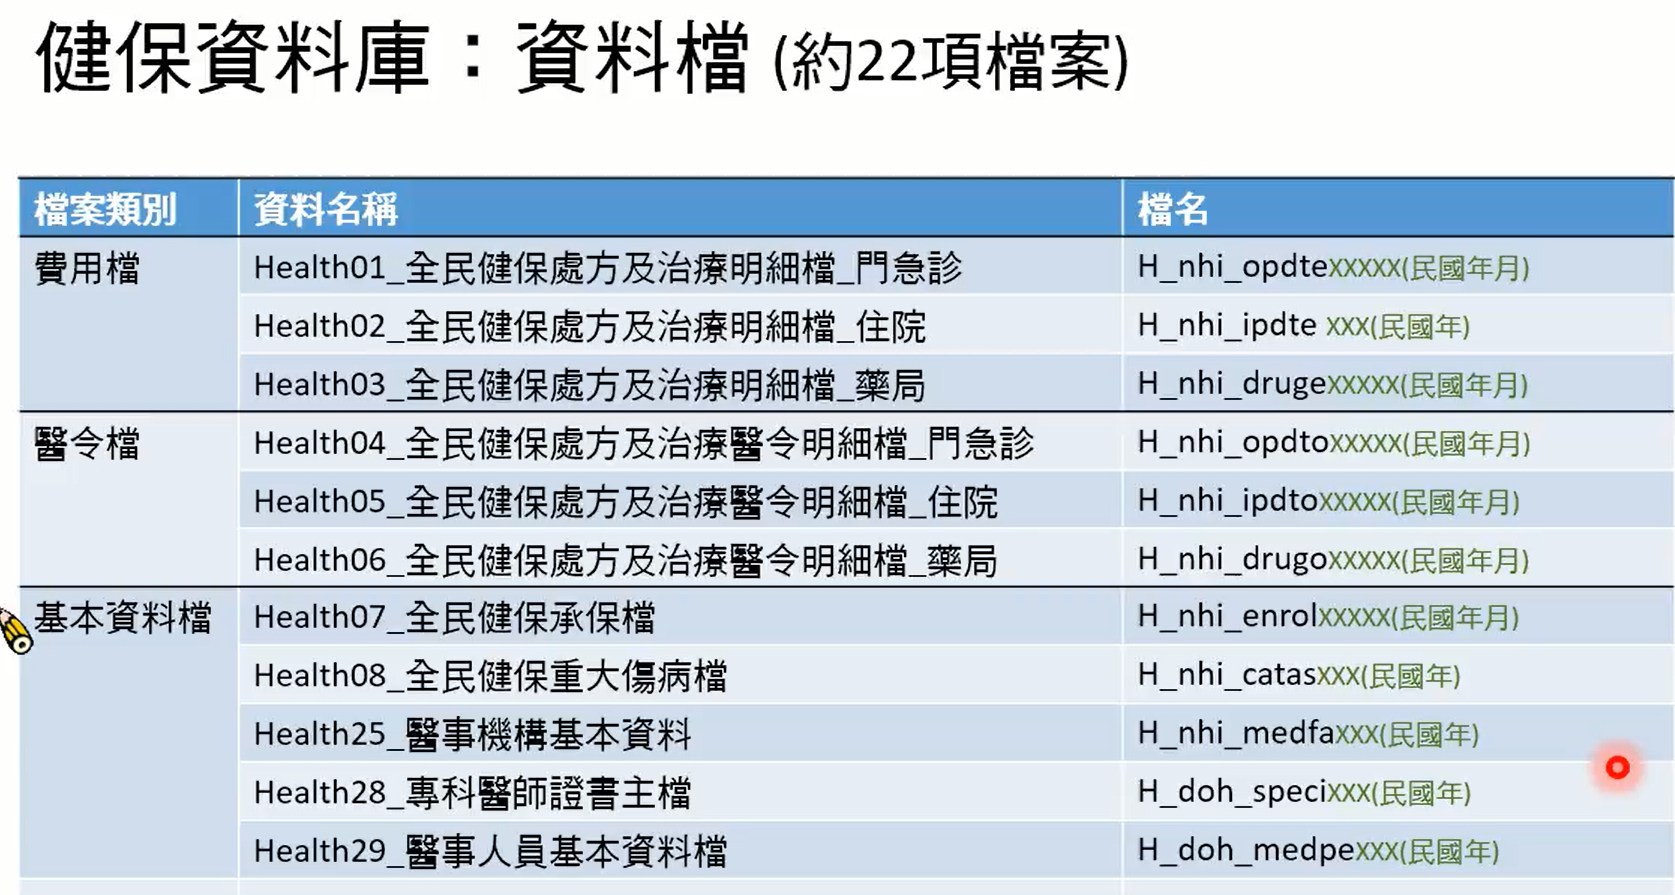 健保資料庫：資料檔 (約22項檔案)
檔案類別 資料名稱 檔名
費用檔 Health01_全民健保處方及治療明細檔_門急診 H_nhi_opdteXXXXX(民國年月)
Health02_全民健保處方及治療明細檔_住院 H_nhi_ipdte XXX(民國年)
Health03_全民健保處方及治療明細檔_藥局 H_nhi_drugeXXXXX(民國年月)
醫令檔 Health04_全民健保處方及治療醫令明細檔_門急診 H_nhi_opdtoXXXXX(民國年月)
Health05_全民健保處方及治療醫令明細檔_住院 H_nhi_ipdtoXXXXX(民國年月)
Health06_全民健保處方及治療醫令明細檔_藥局 H_nhi_drugoXXXXX(民國年月)
基本資料檔 Health07_全民健保承保檔 H_nhi_enrolXXXXX(民國年月)
Health08_全民健保重大傷病檔 H_nhi_catasXXX(民國年)
Health25_醫事機構基本資料 H_nhi_medfaXXX(民國年)
Health28_專科醫師證書主檔 H_doh_speciXXX(民國年)
Health29_醫事人員基本資料檔 H_doh_medpeXXX(民國年)